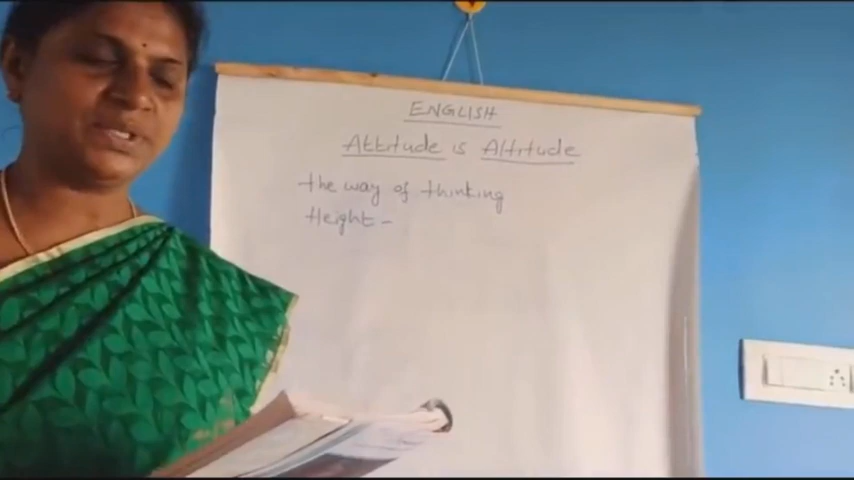 ENGLISH
Attitude is Altitude
the way of thinking
Height -